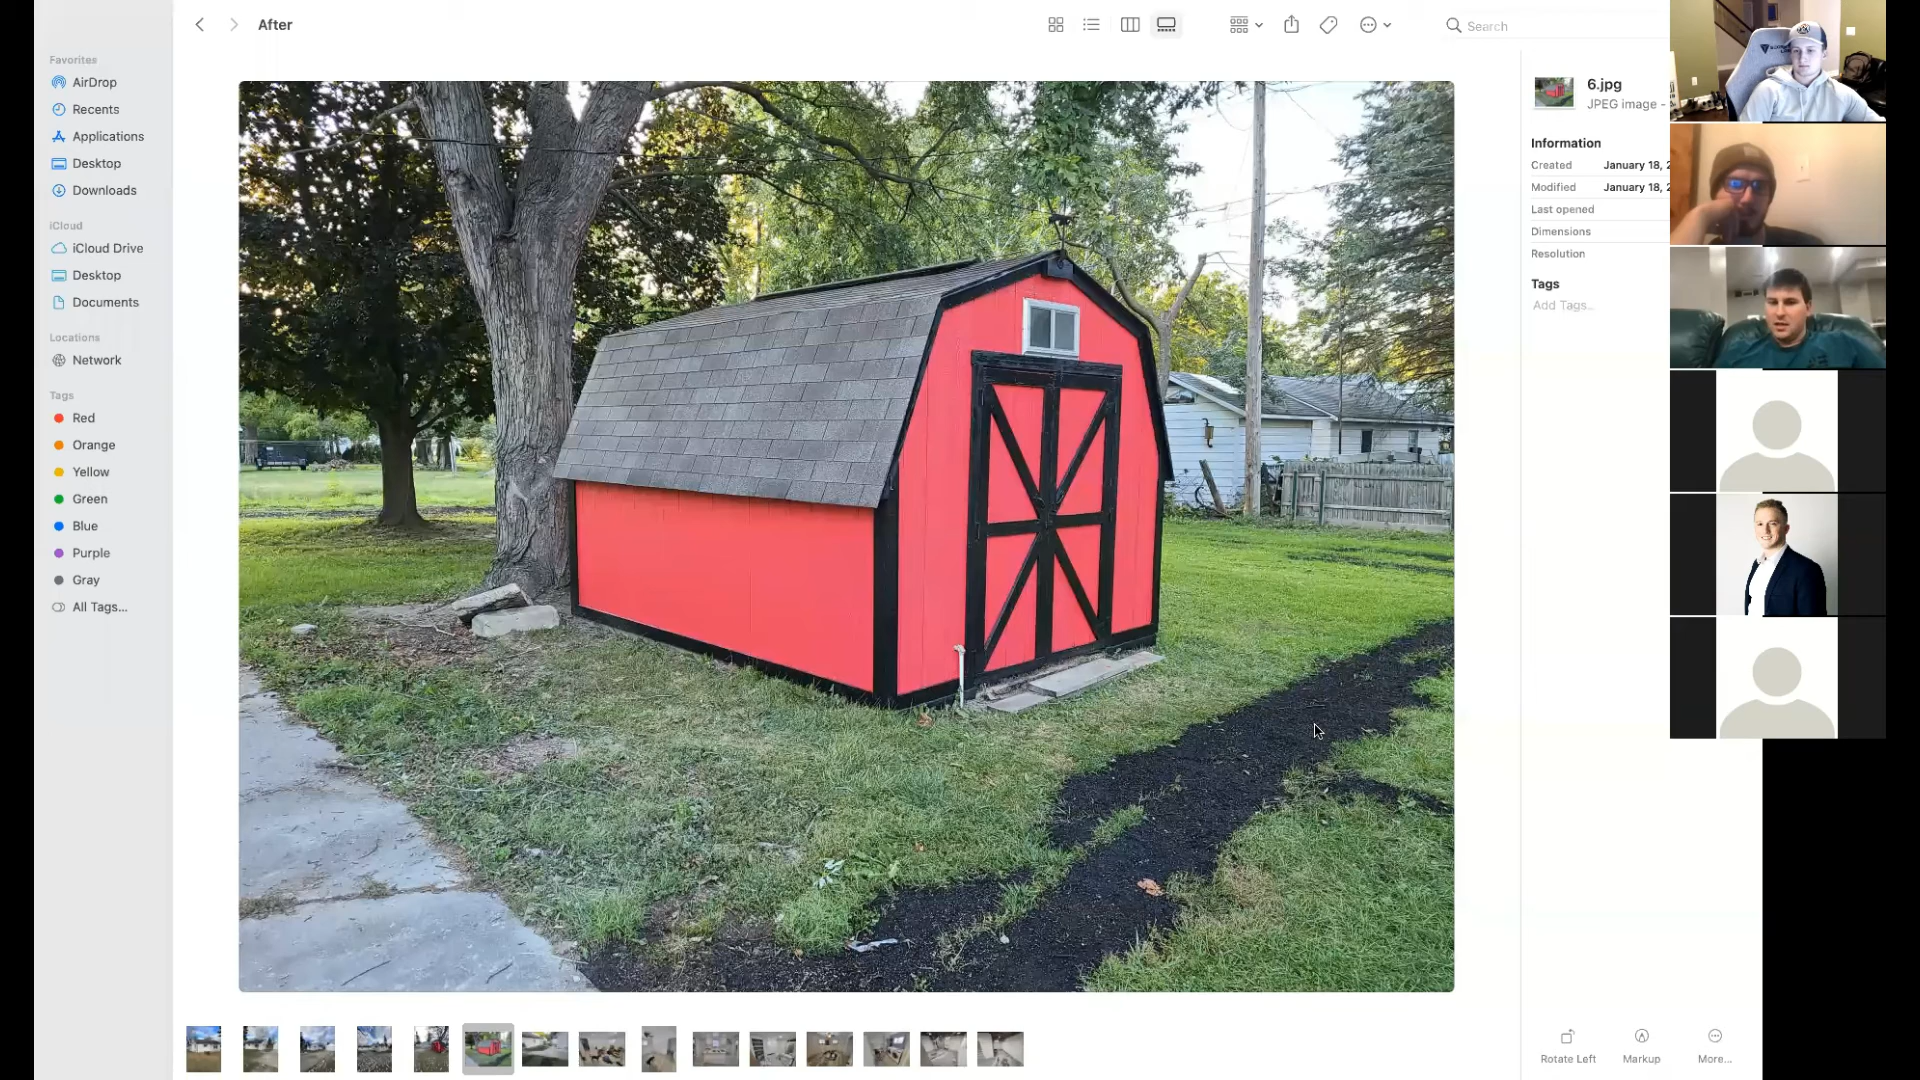 After
Search
Favorites
AirDrop
Recents
Applications
Desktop
Downloads
iCloud
iCloud Drive
Desktop
Documents
Locations
Network
Tags
Red
Orange
Yellow
Green
Blue
Purple
Gray
All Tags...
6.jpg
JPEG image -
Information
Created January 18, 2
Modified January 18, 2
Last opened
Dimensions
Resolution
Tags
Add Tags...
Rotate Left
Markup
More...